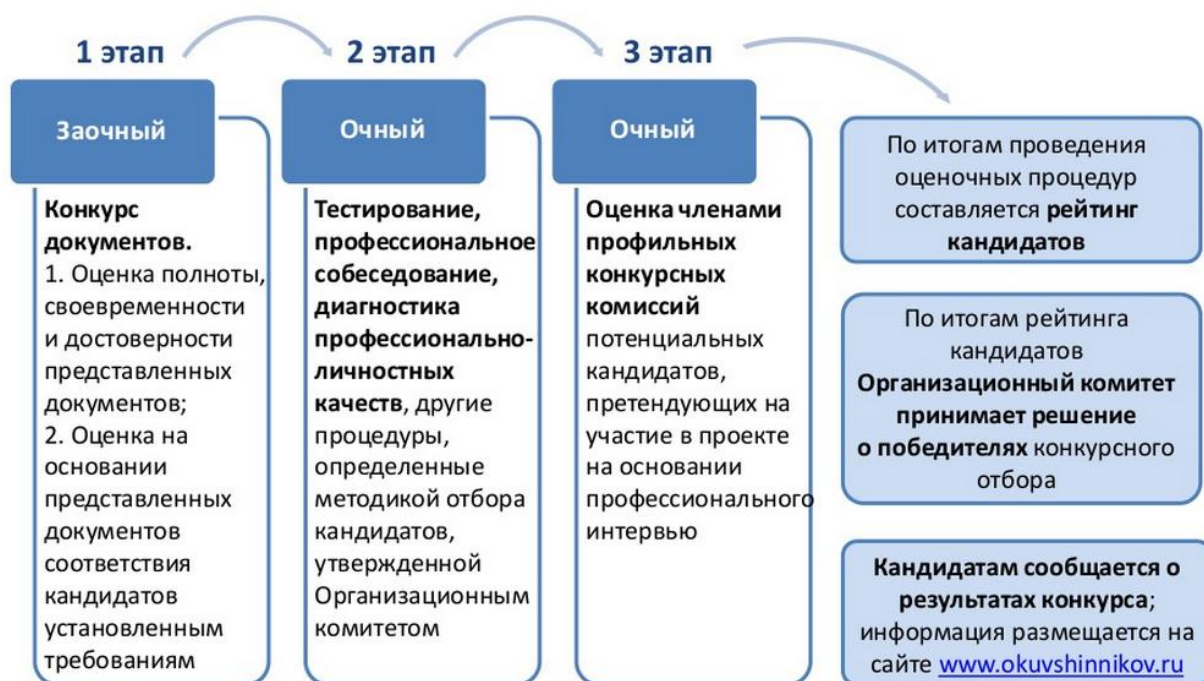 1 этап
Заочный
Конкурс
документов.
1. Оценка полноты,
своевременности
и достоверности
представленных
документов;
2. Оценка на
основании
представленных
документов
соответствия
кандидатов
установленным
требованиям
2 этап
Очный
Тестирование,
профессиональное
собеседование,
диагностика
профессионально-
личностных
качеств, другие
процедуры,
определенные
методикой отбора
кандидатов,
утвержденной
Организационным
комитетом
3 этап
Очный
Оценка членами
профильных
конкурсных
комиссий
потенциальных
кандидатов,
претендующих на
участие в проекте
на основании
профессионального
интервью
По итогам проведения
оценочных процедур
составляется рейтинг
кандидатов
По итогам рейтинга
кандидатов
Организационный комитет
принимает решение
о победителях конкурсного
отбора
Кандидатам сообщается о
результатах конкурса;
информация размещается на
сайте www.okuvshinnikov.ru